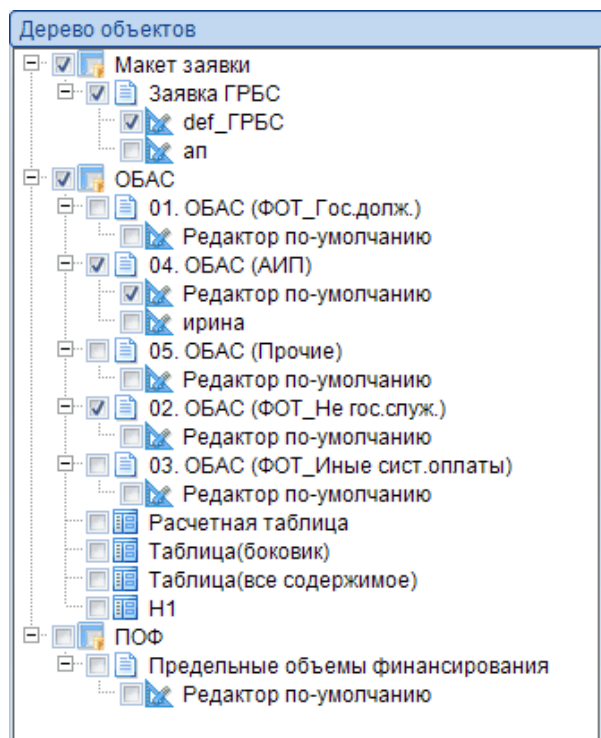 Дерево объектов
Макет заявки
Заявка ГРБС
def_ГРБС
ап
ОБАС
01. ОБАС (ФОТ_Гос.долж.)
Редактор по-умолчанию
04. ОБАС (АИП)
Редактор по-умолчанию
ирина
05. ОБАС (Прочие)
Редактор по-умолчанию
02. ОБАС (ФОТ_Не гос.служ.)
Редактор по-умолчанию
03. ОБАС (ФОТ_Иные сист.оплаты)
Редактор по-умолчанию
Расчетная таблица
Таблица(боковик)
Таблица(все содержимое)
Н1
ПОФ
Предельные объемы финансирования
Редактор по-умолчанию